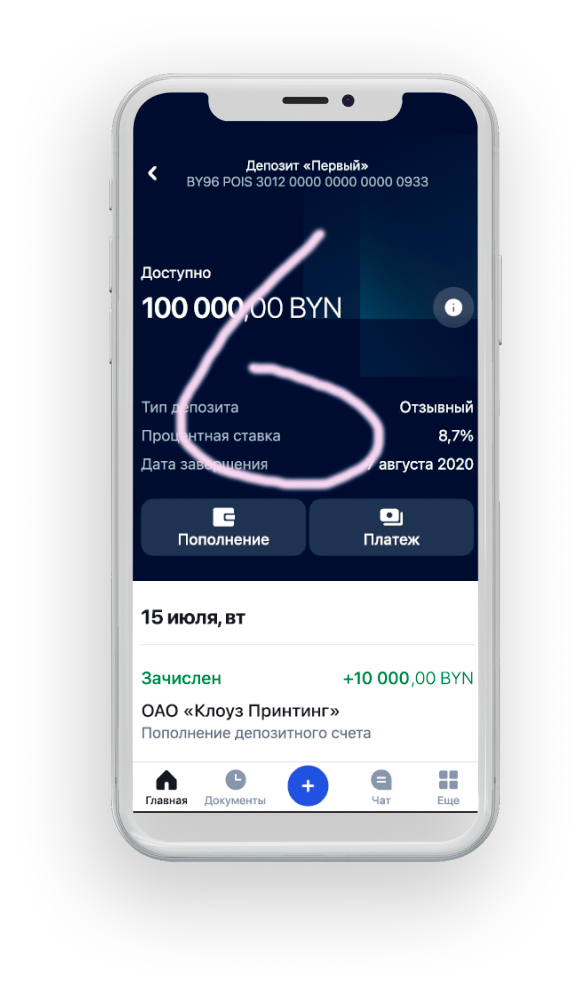 Депозит «Первый»
BY96 POIS 3012 0000 0000 0000 0933
Доступно
100 000,00 BYN
Тип депозита Отзывный
Процентная ставка 8,7%
Дата завершения 7 августа 2020
Пополнение Платеж
15 июля, вт
Зачислен +10 000,00 BYN
ОАО «Клоуз Принтинг»
Пополнение депозитного счета
Главная Документы Чат Еще